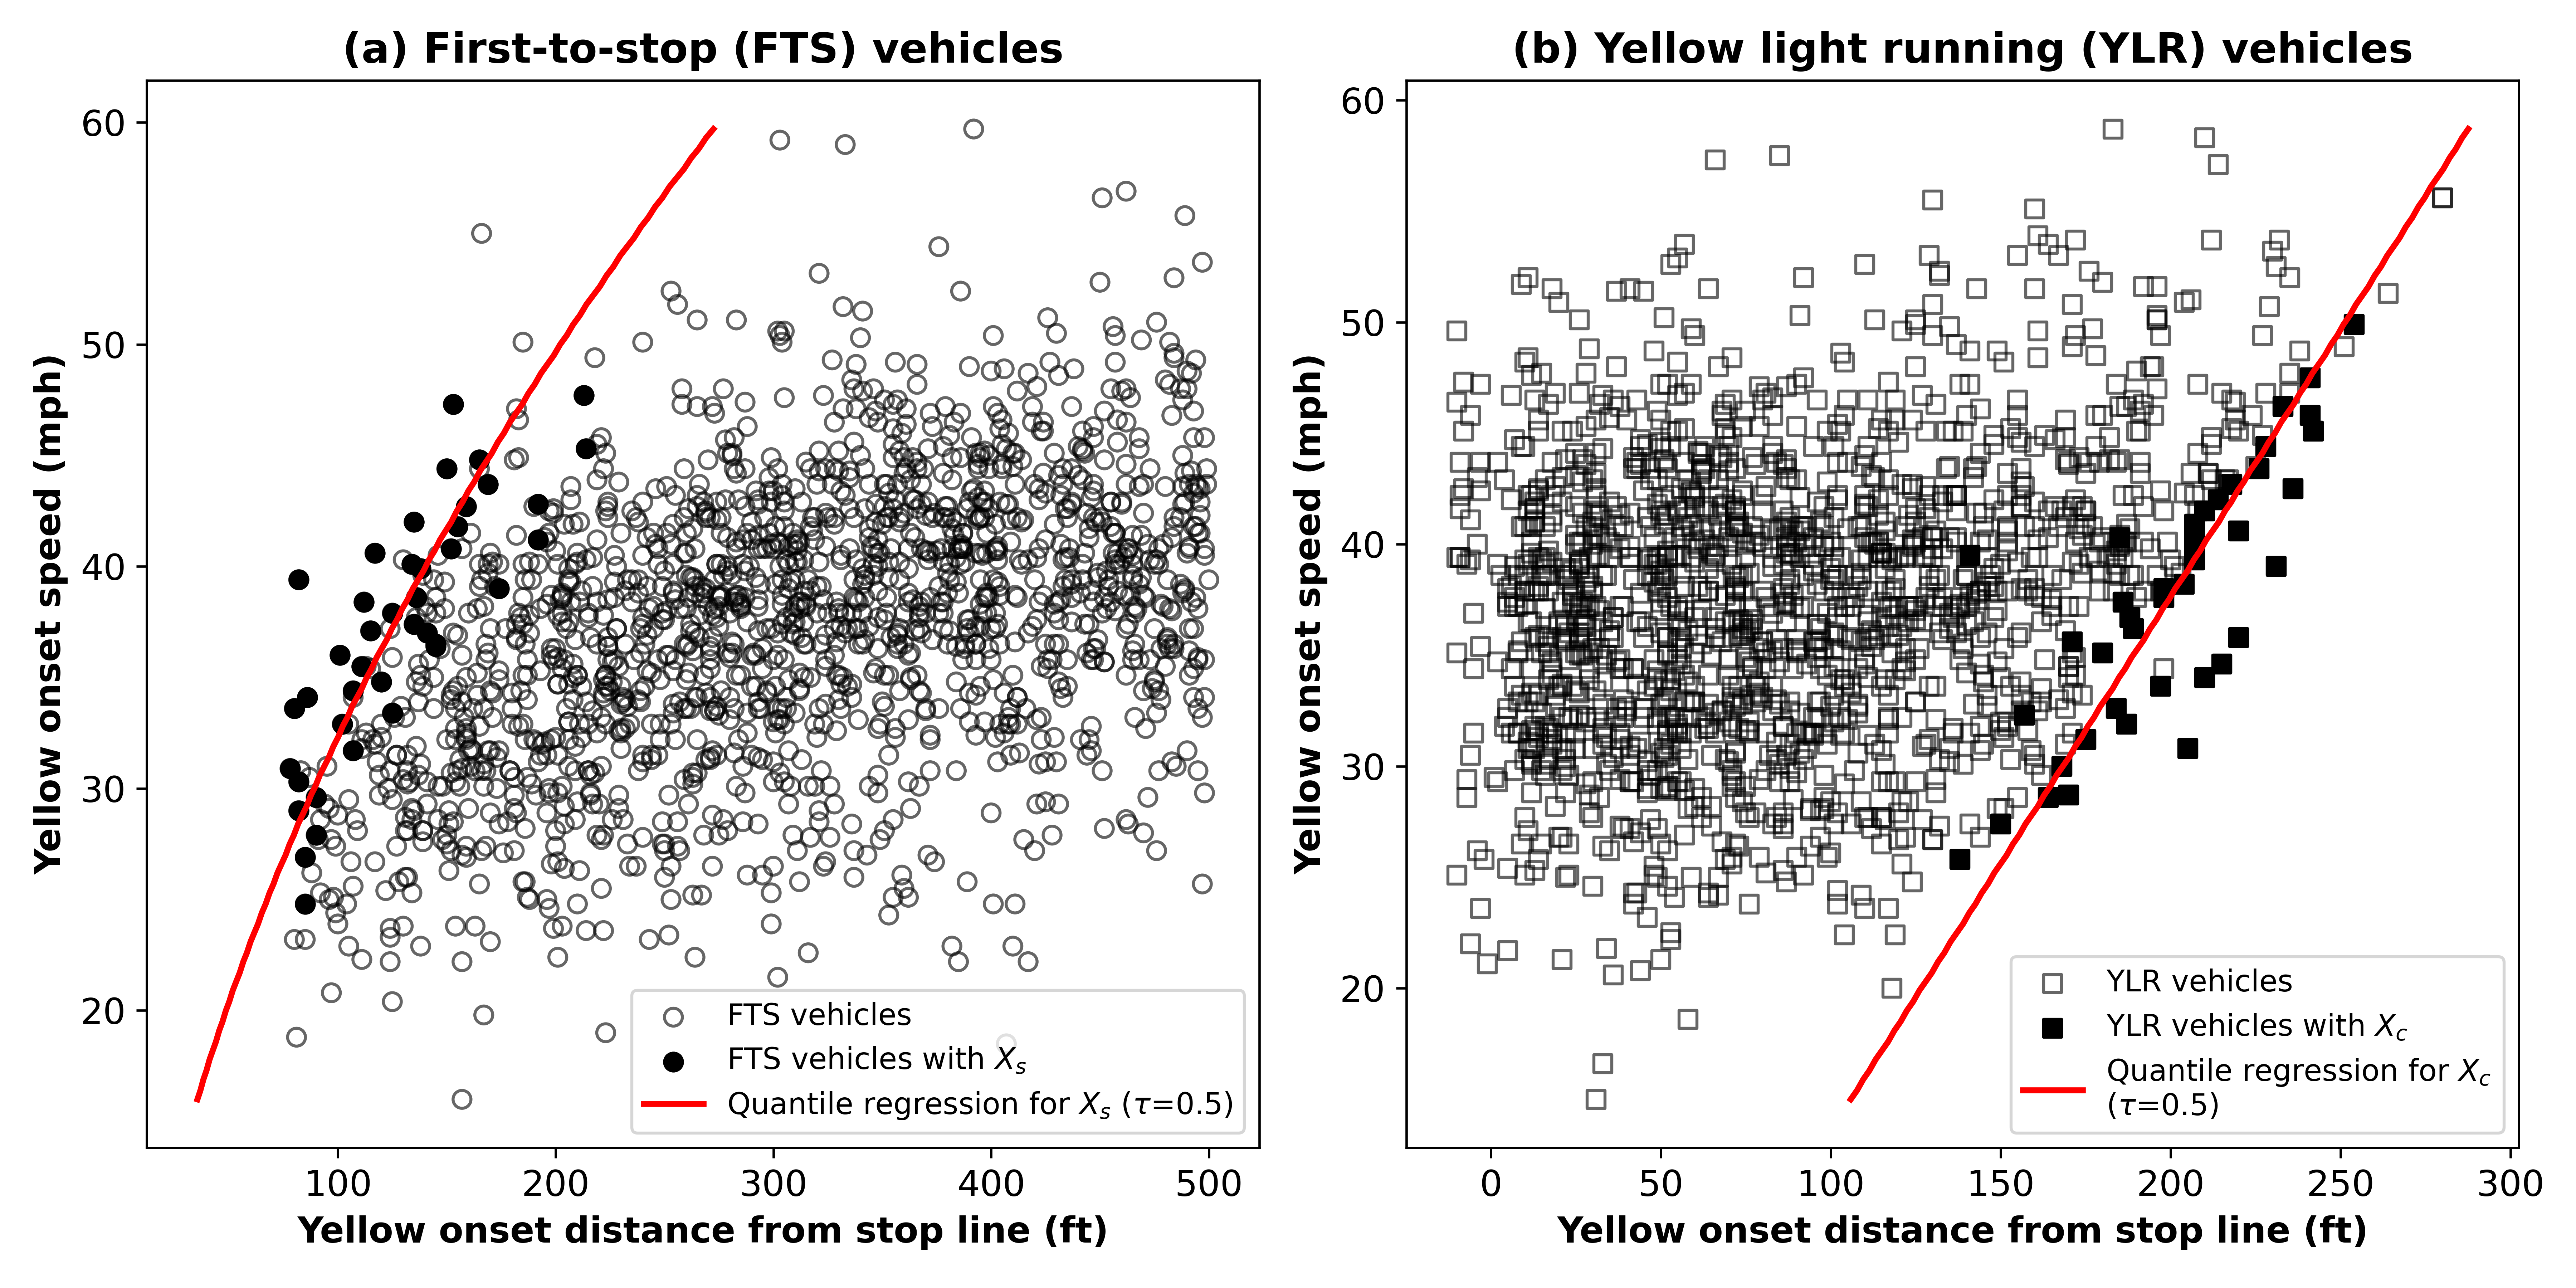 (a) First-to-stop (FTS) vehicles
Yellow onset speed (mph)
60
50
40
30
20
100
200
300
400
500
Yellow onset distance from stop line (ft)
FTS vehicles
FTS vehicles with Xₛ
Quantile regression for Xₛ (τ=0.5)
(b) Yellow light running (YLR) vehicles
Yellow onset speed (mph)
60
50
40
30
20
0
50
100
150
200
250
300
Yellow onset distance from stop line (ft)
YLR vehicles
YLR vehicles with X_c
Quantile regression for X_c
(τ=0.5)